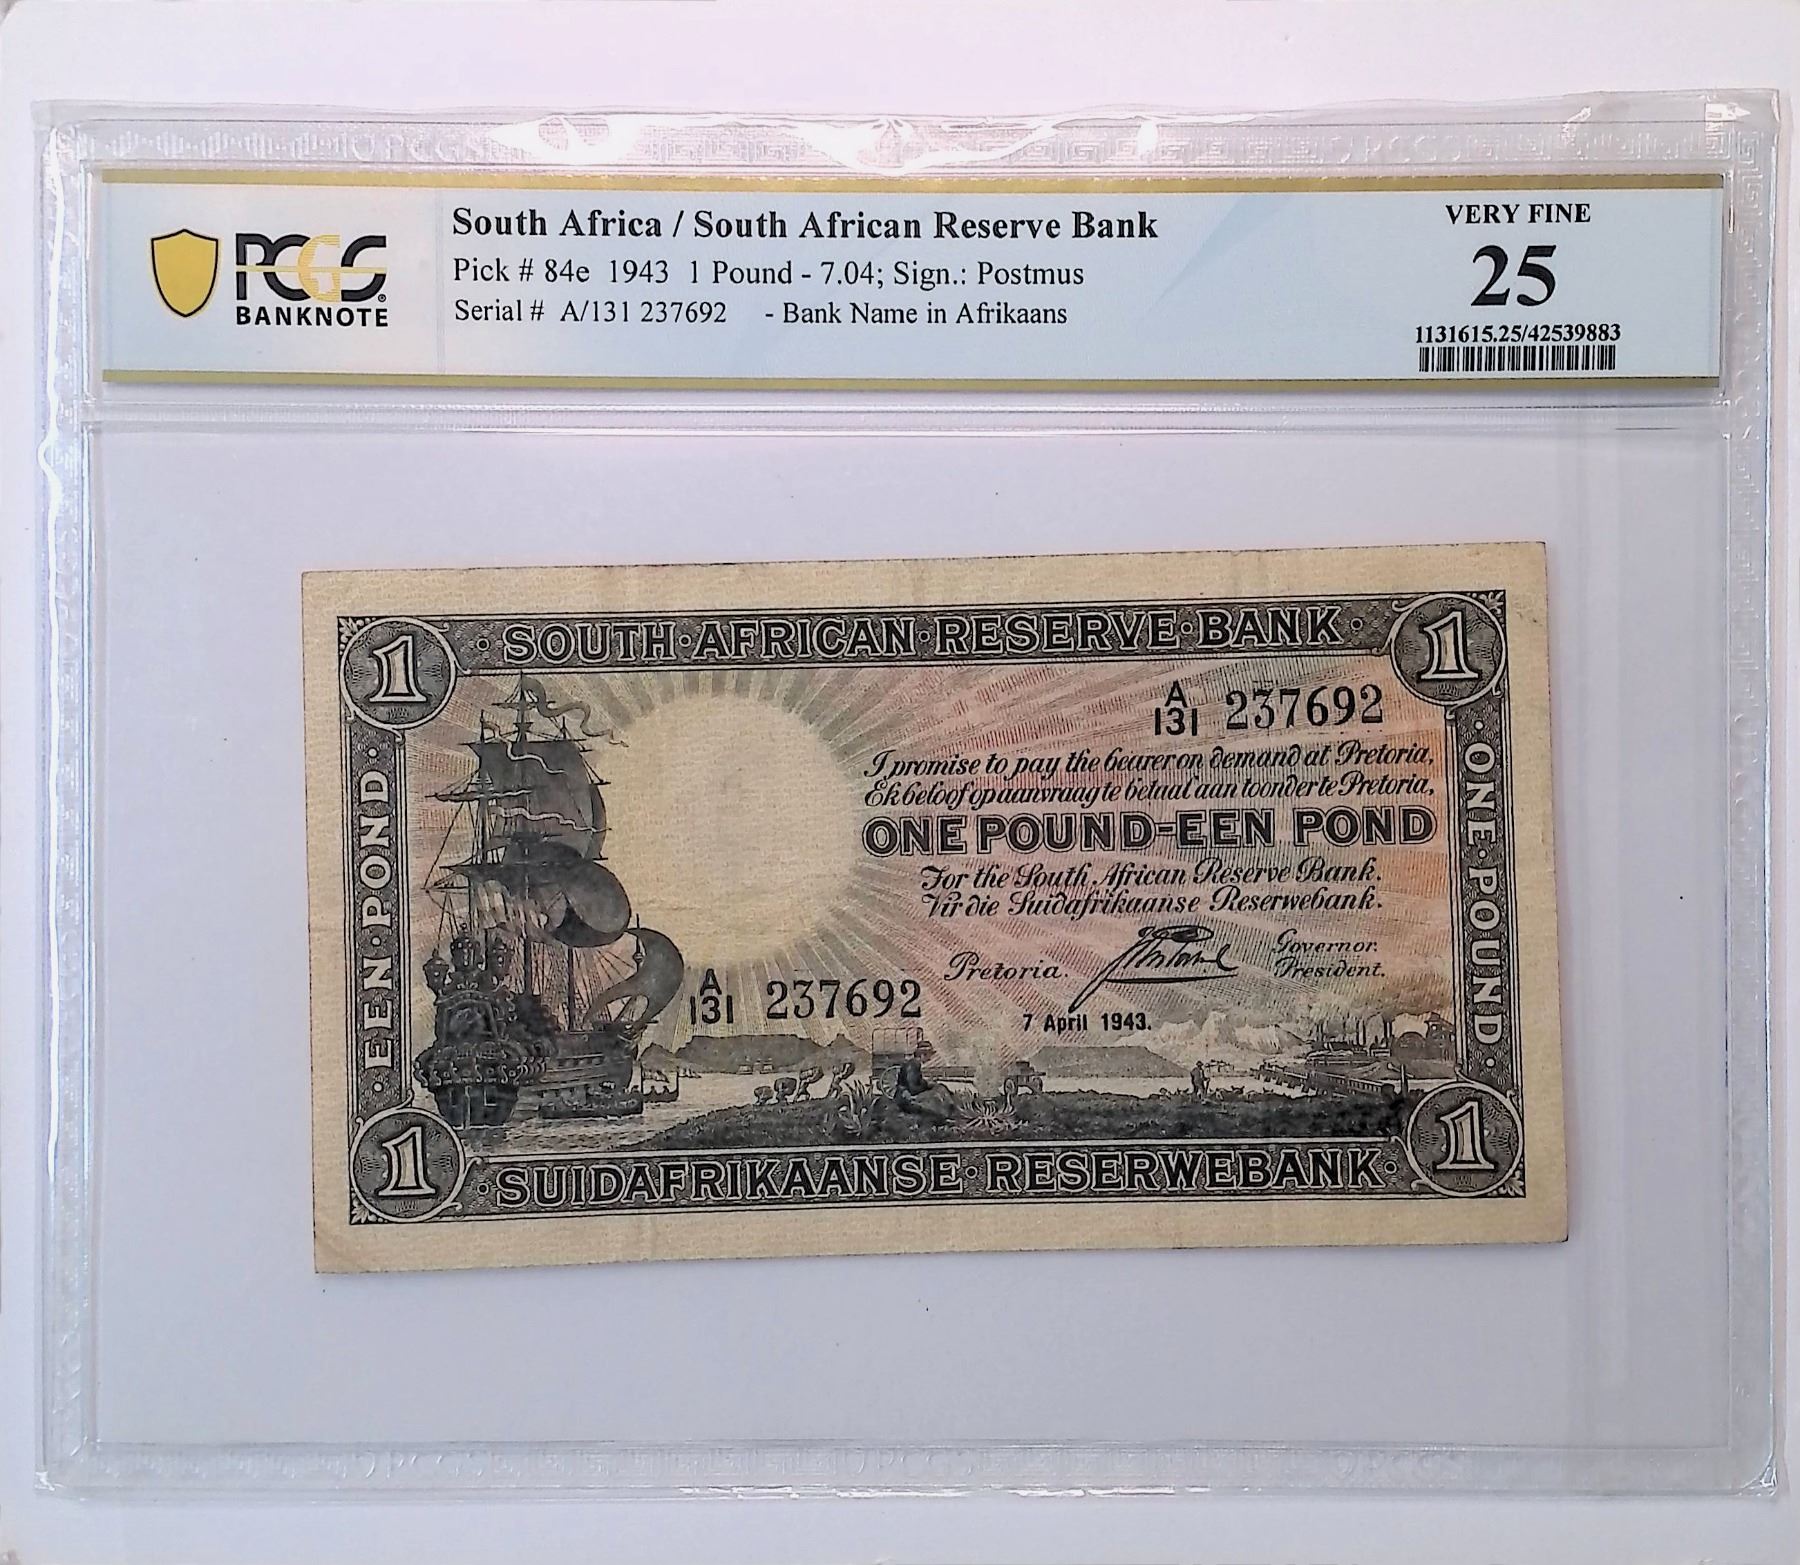 PCGS
BANKNOTE
South Africa / South African Reserve Bank
Pick # 84e 1943 1 Pound - 7.04; Sign.: Postmus
Serial # A/131 237692 - Bank Name in Afrikaans
VERY FINE
25
1131615.25/42539883
1 SOUTH·AFRICAN·RESERVE·BANK 1
A
131 237692
I promise to pay the bearer on demand at Pretoria,
Ek beloof op aanvraag te betaal aan toonder te Pretoria,
ONE POUND-EEN POND
For the South African Reserve Bank.
Vir die Suidafrikaanse Reserwebank.
Pretoria.
Governor.
President.
A
131 237692
7 April 1943.
EEN·POND
ONE·POUND
1 SUIDAFRIKAANSE·RESERWEBANK 1